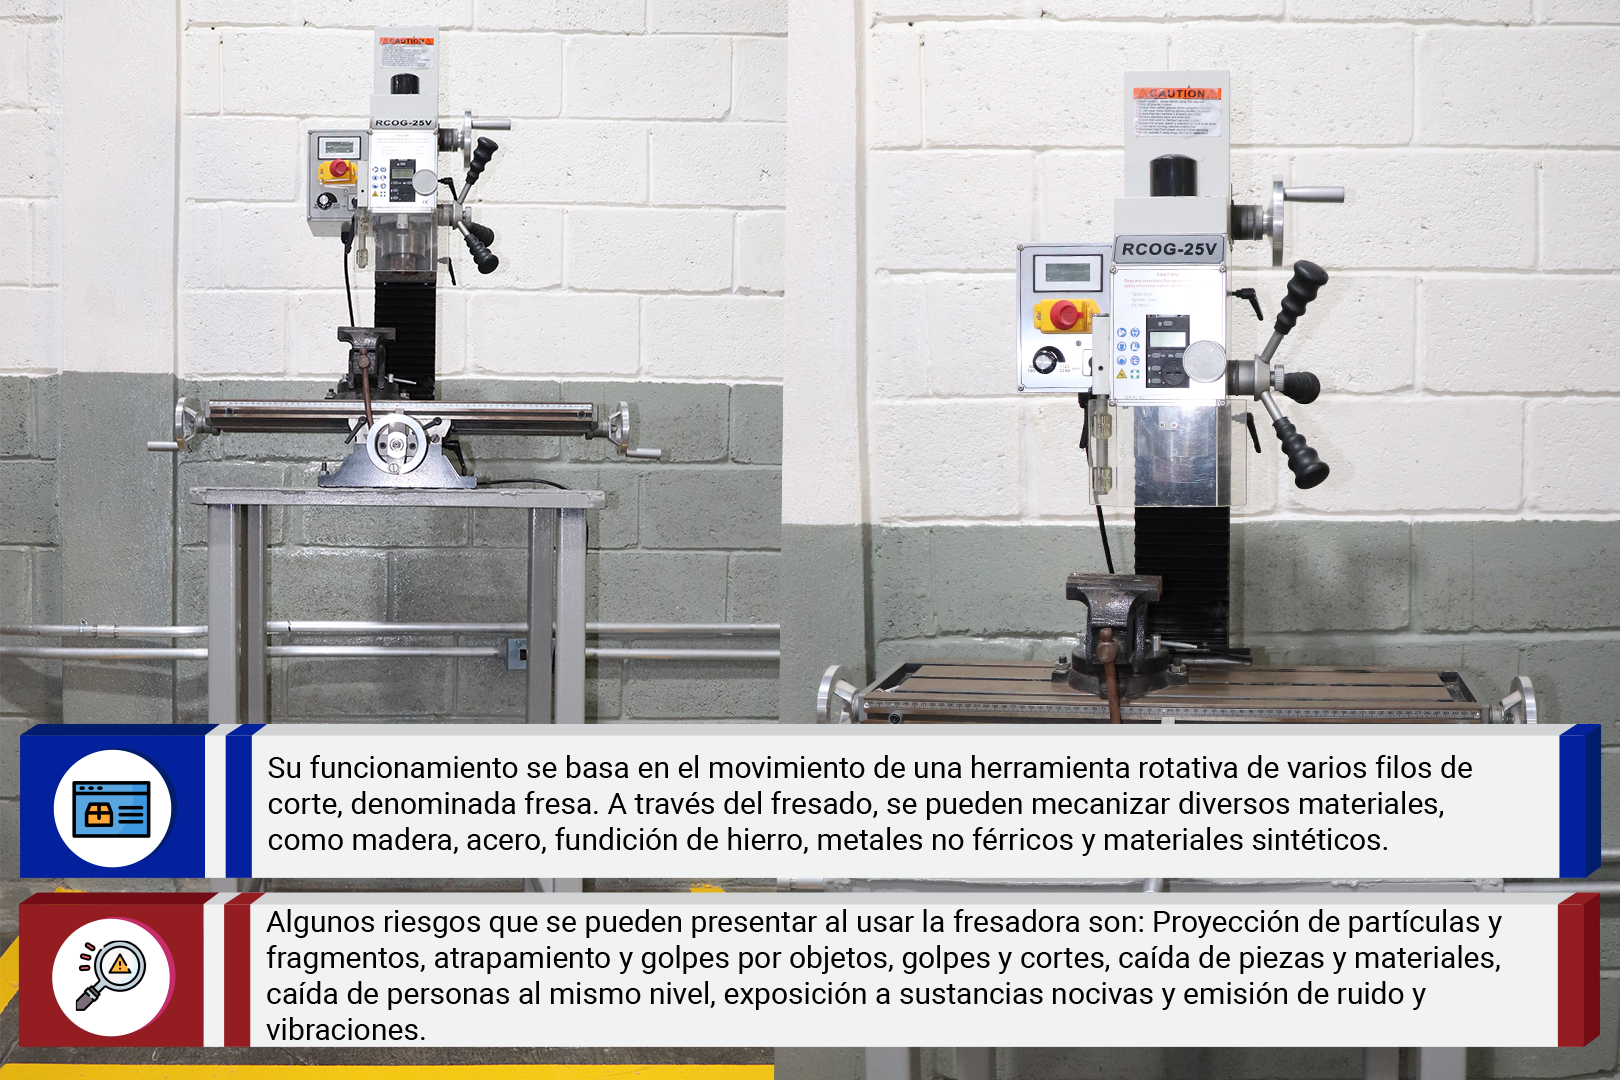 CAUTION
RCOG-25V
CAUTION
RCOG-25V
Su funcionamiento se basa en el movimiento de una herramienta rotativa de varios filos de
corte, denominada fresa. A través del fresado, se pueden mecanizar diversos materiales,
como madera, acero, fundición de hierro, metales no férricos y materiales sintéticos.
Algunos riesgos que se pueden presentar al usar la fresadora son: Proyección de partículas y
fragmentos, atrapamiento y golpes por objetos, golpes y cortes, caída de piezas y materiales,
caída de personas al mismo nivel, exposición a sustancias nocivas y emisión de ruido y
vibraciones.